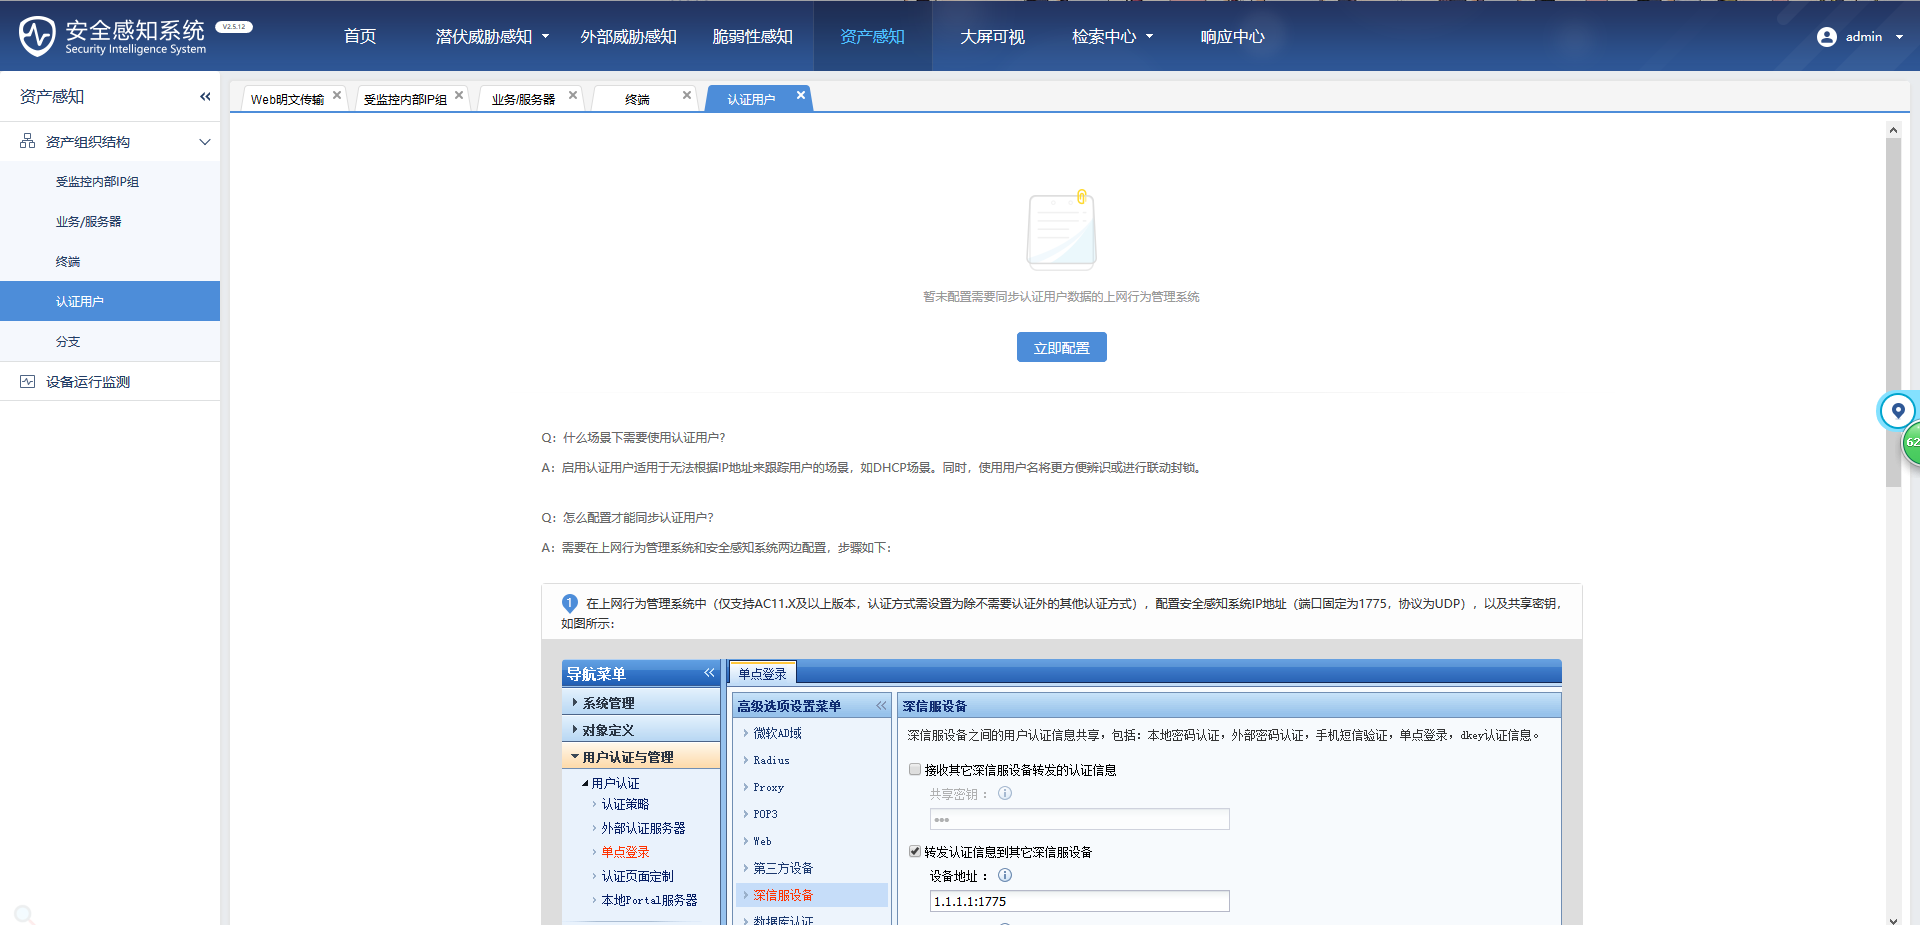 安全感知系统 V2.5.12
Security Intelligence System
首页
潜伏威胁感知
外部威胁感知
脆弱性感知
资产感知
大屏可视
检索中心
响应中心
admin
资产感知
资产组织结构
受监控内部IP组
业务/服务器
终端
认证用户
分支
设备运行监测
Web明文传输
受监控内部IP组
业务/服务器
终端
认证用户
暂未配置需要同步认证用户数据的上网行为管理系统
立即配置
Q：什么场景下需要使用认证用户？
A：启用认证用户适用于无法根据IP地址来跟踪用户的场景，如DHCP场景。同时，使用用户名将更方便辨识或进行联动封锁。
Q：怎么配置才能同步认证用户？
A：需要在上网行为管理系统和安全感知系统两边配置，步骤如下：
1 在上网行为管理系统中（仅支持AC11.X及以上版本，认证方式需设置为除不需要认证外的其他认证方式），配置安全感知系统IP地址（端口固定为1775，协议为UDP），以及共享密钥，
如图所示：
导航菜单
系统管理
对象定义
用户认证与管理
用户认证
认证策略
外部认证服务器
单点登录
认证页面定制
本地Portal服务器
单点登录
高级选项设置菜单
微软AD域
Radius
Proxy
POP3
Web
第三方设备
深信服设备
数据库认证
深信服设备
深信服设备之间的用户认证信息共享，包括：本地密码认证，外部密码认证，手机短信验证，单点登录，dkey认证信息。
接收其它深信服设备转发的认证信息
共享密钥：
•••
转发认证信息到其它深信服设备
设备地址：
1.1.1.1:1775
62